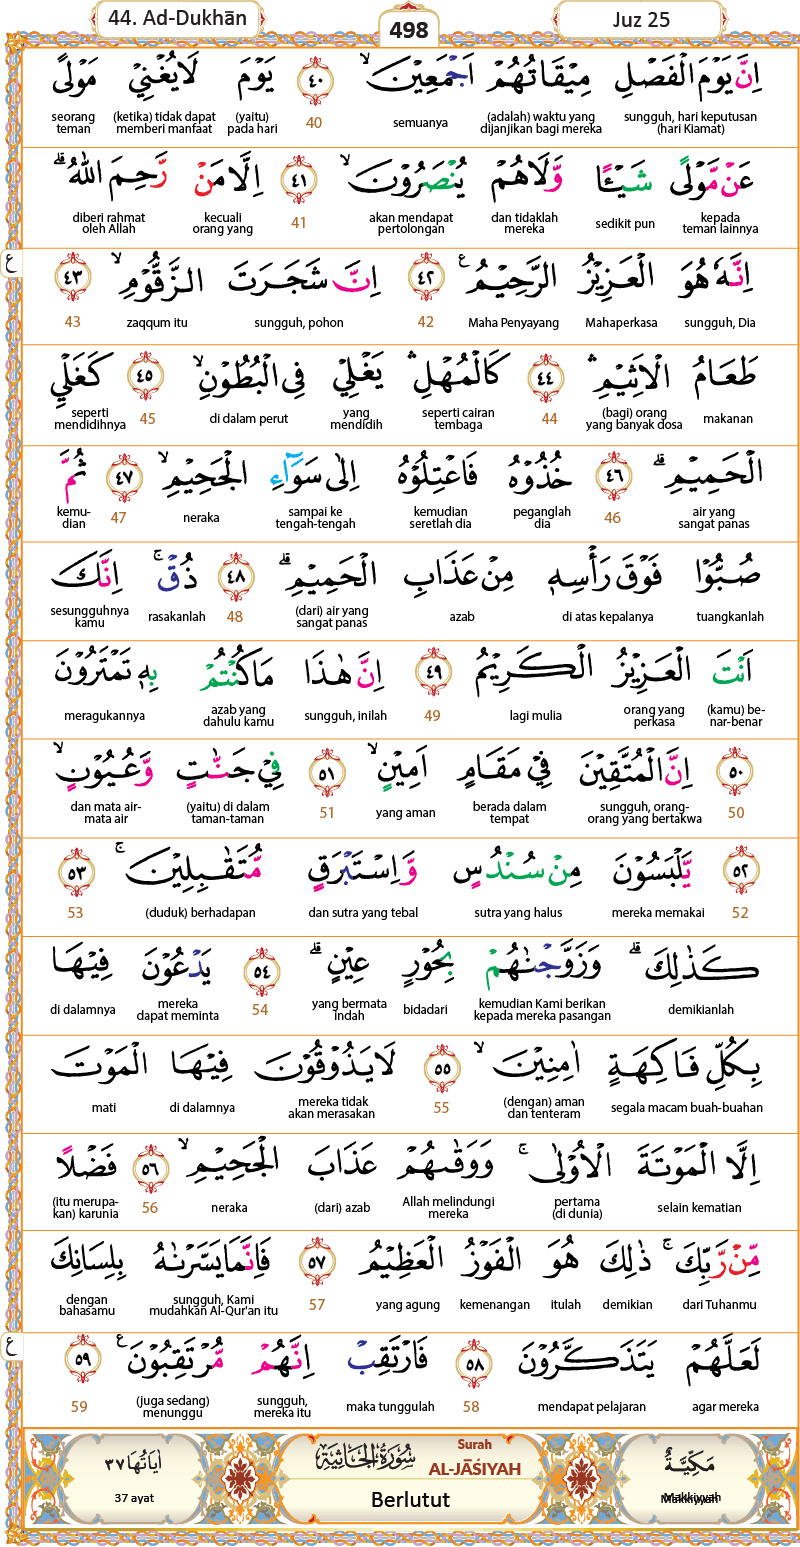 44. Ad-Dukhān
498
Juz 25
اِنَّ يَوْمَ الْفَصْلِ مِيْقَاتُهُمْ اَجْمَعِيْنَ ۙ ٤٠ يَوْمَ لَا يُغْنِيْ مَوْلًى
sungguh, hari keputusan (hari Kiamat) (adalah) waktu yang dijanjikan bagi mereka semuanya 40 (yaitu) pada hari (ketika) tidak dapat memberi manfaat seorang teman
عَنْ مَّوْلًى شَيْـًٔا وَّلَا هُمْ يُنْصَرُوْنَ ۙ ٤١ اِلَّا مَنْ رَّحِمَ اللّٰهُ ۗ
kepada teman lainnya sedikit pun dan tidaklah mereka akan mendapat pertolongan 41 kecuali orang yang diberi rahmat oleh Allah
ع
اِنَّهٗ هُوَ الْعَزِيْزُ الرَّحِيْمُ ࣖ ٤٢ اِنَّ شَجَرَتَ الزَّقُّوْمِ ۙ ٤٣
sungguh, Dia Mahaperkasa Maha Penyayang 42 sungguh, pohon zaqqum itu 43
طَعَامُ الْاَثِيْمِ ۛ ٤٤ كَالْمُهْلِ ۛ يَغْلِيْ فِى الْبُطُوْنِ ۙ ٤٥ كَغَلْيِ
makanan (bagi) orang yang banyak dosa 44 seperti cairan tembaga yang mendidih di dalam perut 45 seperti mendidihnya
الْحَمِيْمِ ۗ ٤٦ خُذُوْهُ فَاعْتِلُوْهُ اِلٰى سَوَاۤءِ الْجَحِيْمِ ۙ ٤٧ ثُمَّ
air yang sangat panas 46 peganglah dia kemudian seretlah dia sampai ke tengah-tengah neraka 47 kemu-dian
صُبُّوْا فَوْقَ رَأْسِهٖ مِنْ عَذَابِ الْحَمِيْمِ ۗ ٤٨ ذُقْ ۚ اِنَّكَ
tuangkanlah di atas kepalanya azab (dari) air yang sangat panas 48 rasakanlah sesungguhnya kamu
اَنْتَ الْعَزِيْزُ الْكَرِيْمُ ٤٩ اِنَّ هٰذَا مَا كُنْتُمْ بِهٖ تَمْتَرُوْنَ
(kamu) be-nar-benar orang yang perkasa lagi mulia 49 sungguh, inilah azab yang dahulu kamu meragukannya
٥٠ اِنَّ الْمُتَّقِيْنَ فِيْ مَقَامٍ اَمِيْنٍ ۙ ٥١ فِيْ جَنّٰتٍ وَّعُيُوْنٍ ۙ
50 sungguh, orang-orang yang bertakwa berada dalam tempat yang aman 51 (yaitu) di dalam taman-taman dan mata air-mata air
٥٢ يَّلْبَسُوْنَ مِنْ سُنْدُسٍ وَّاِسْتَبْرَقٍ مُّتَقٰبِلِيْنَ ۚ ٥٣
52 mereka memakai sutra yang halus dan sutra yang tebal (duduk) berhadapan 53
كَذٰلِكَ ۗ وَزَوَّجْنٰهُمْ بِحُوْرٍ عِيْنٍ ۗ ٥٤ يَدْعُوْنَ فِيْهَا
demikianlah kemudian Kami berikan kepada mereka pasangan bidadari yang bermata indah 54 mereka dapat meminta di dalamnya
بِكُلِّ فَاكِهَةٍ اٰمِنِيْنَ ۙ ٥٥ لَا يَذُوْقُوْنَ فِيْهَا الْمَوْتَ
segala macam buah-buahan (dengan) aman dan tenteram 55 mereka tidak akan merasakan di dalamnya mati
اِلَّا الْمَوْتَةَ الْاُوْلٰى ۚ وَوَقٰىهُمْ عَذَابَ الْجَحِيْمِ ۙ ٥٦ فَضْلًا
selain kematian pertama (di dunia) Allah melindungi mereka (dari) azab neraka 56 (itu merupa-kan) karunia
مِّنْ رَّبِّكَ ۚ ذٰلِكَ هُوَ الْفَوْزُ الْعَظِيْمُ ٥٧ فَاِنَّمَا يَسَّرْنٰهُ بِلِسَانِكَ
dari Tuhanmu demikian itulah kemenangan yang agung 57 sungguh, Kami mudahkan Al-Qur'an itu dengan bahasamu
ع
لَعَلَّهُمْ يَتَذَكَّرُوْنَ ٥٨ فَارْتَقِبْ اِنَّهُمْ مُّرْتَقِبُوْنَ ࣖ ٥٩
agar mereka mendapat pelajaran 58 maka tunggulah sungguh, mereka itu (juga sedang) menunggu 59
مَكِّيَّةٌ سُوْرَةُ الْجَاثِيَةِ اٰيَاتُهَا ٣٧
Surah
AL-JĀṠIYAH
Makkiyyah Berlutut 37 ayat